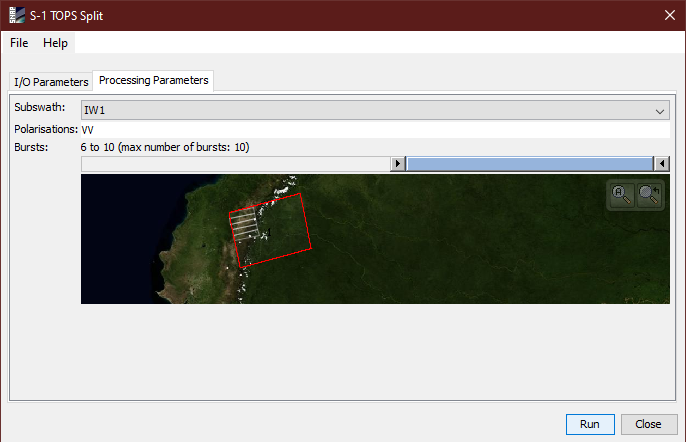 S-1 TOPS Split
File Help
I/O Parameters Processing Parameters
Subswath: IW1
Polarisations: VV
Bursts: 6 to 10 (max number of bursts: 10)
Run Close